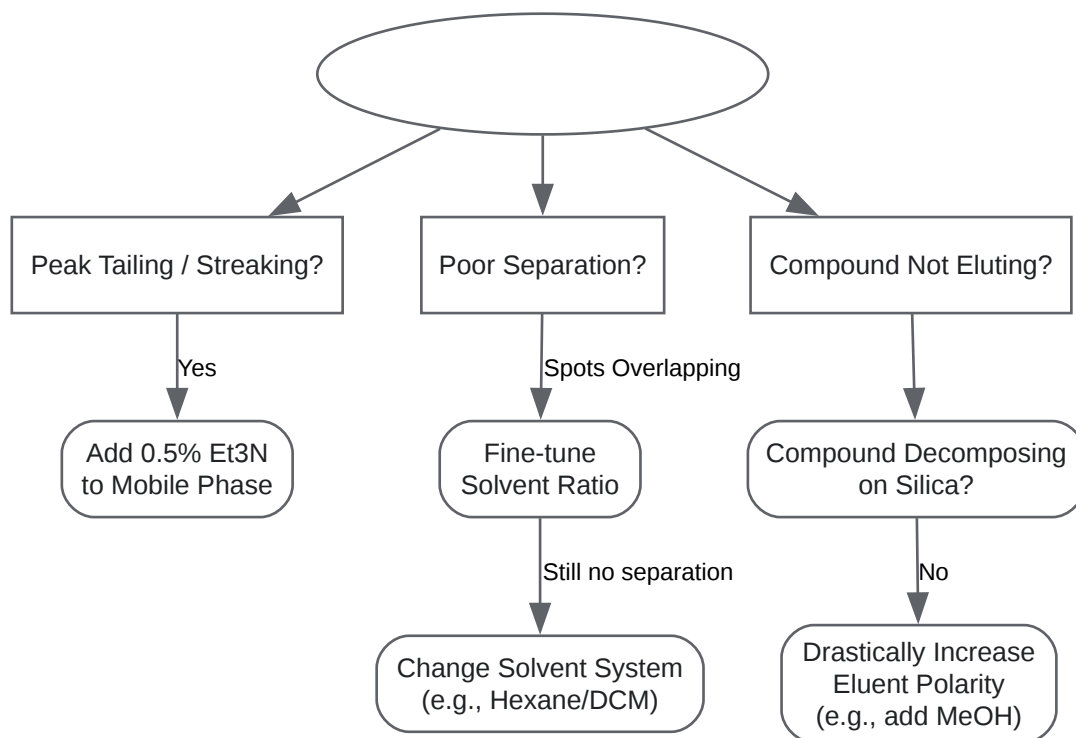 Peak Tailing / Streaking?
Poor Separation?
Compound Not Eluting?
Yes
Spots Overlapping
Add 0.5% Et3N
to Mobile Phase
Fine-tune
Solvent Ratio
Compound Decomposing
on Silica?
Still no separation
No
Change Solvent System
(e.g., Hexane/DCM)
Drastically Increase
Eluent Polarity
(e.g., add MeOH)